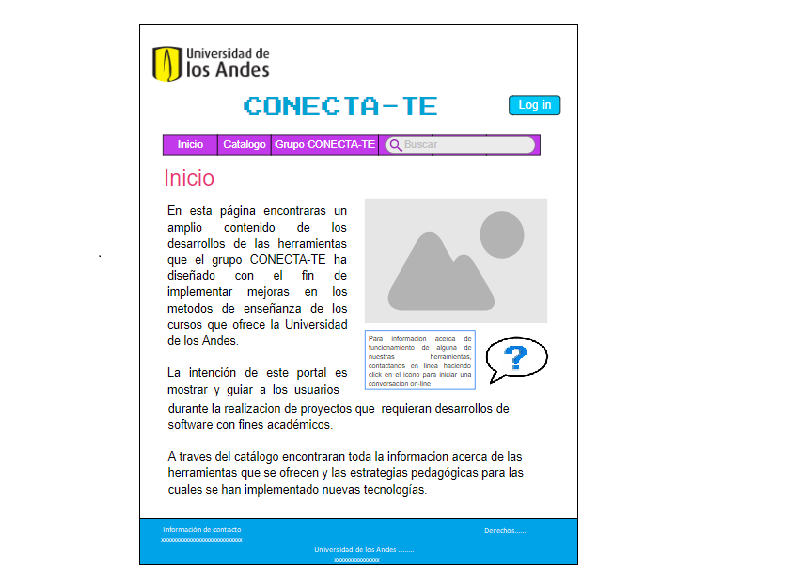 Universidad de
los Andes
CONECTA-TE
Log in
Inicio Catalogo Grupo CONECTA-TE Buscar
Inicio
En esta página encontraras un
amplio contenido de los
desarrollos de las herramientas
que el grupo CONECTA-TE ha
diseñado con el fin de
implementar mejoras en los
metodos de enseñanza de los
cursos que ofrece la Universidad
de los Andes.
La intención de este portal es
mostrar y guiar a los usuarios
durante la realizacion de proyectos que requieran desarrollos de
software con fines académicos.
A traves del catálogo encontraran toda la informacion acerca de las
herramientas que se ofrecen y las estrategias pedagógicas para las
cuales se han implementado nuevas tecnologías.
Para informacion acerca de
funcionamiento de alguna de
nuestras herramientas,
contactanos en linea haciendo
click en el icono para iniciar una
conversacion on-line
?
Información de contacto
xxxxxxxxxxxxxxxxxxxxxxxxxxx
Derechos......
Universidad de los Andes ........
xxxxxxxxxxxxxxx